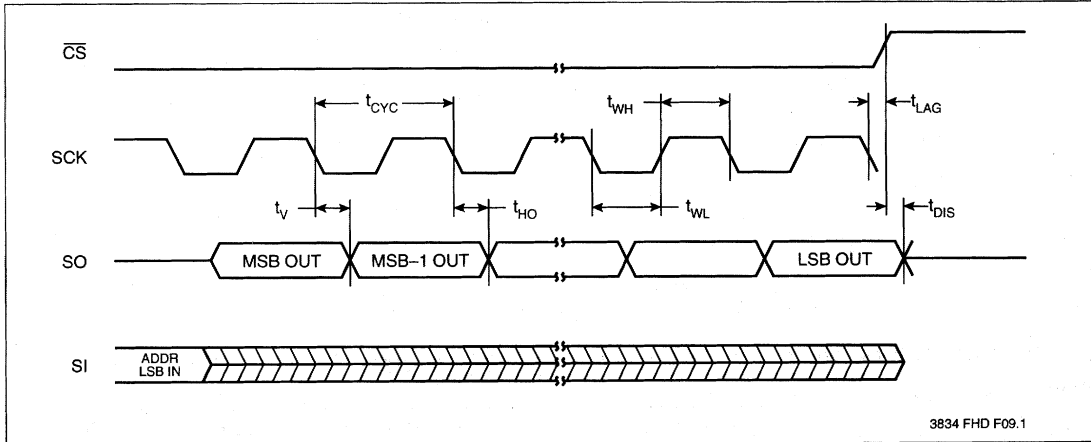 CS
tCYC
tWH
tLAG
SCK
tV
tHO
tWL
tDIS
SO
MSB OUT
MSB–1 OUT
LSB OUT
SI
ADDR
LSB IN
3834 FHD F09.1